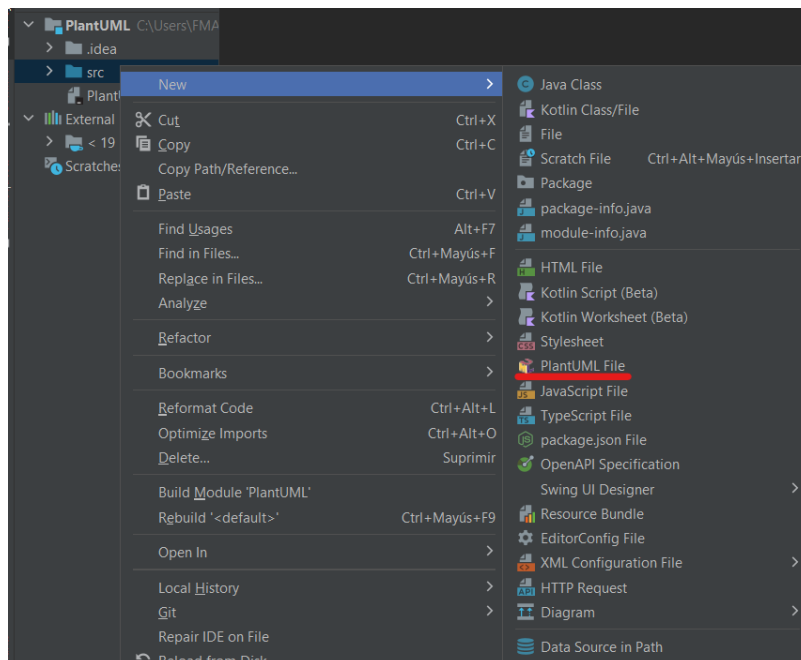 PlantUML C:\Users\FMA
.idea
src
Plant
External
< 19
Scratche
New
Cut Ctrl+X
Copy Ctrl+C
Copy Path/Reference...
Paste Ctrl+V
Find Usages Alt+F7
Find in Files... Ctrl+Mayús+F
Replace in Files... Ctrl+Mayús+R
Analyze
Refactor
Bookmarks
Reformat Code Ctrl+Alt+L
Optimize Imports Ctrl+Alt+O
Delete... Suprimir
Build Module 'PlantUML'
Rebuild '<default>' Ctrl+Mayús+F9
Open In
Local History
Git
Repair IDE on File
Reload from Disk
Java Class
Kotlin Class/File
File
Scratch File Ctrl+Alt+Mayús+Insertar
Package
package-info.java
module-info.java
HTML File
Kotlin Script (Beta)
Kotlin Worksheet (Beta)
Stylesheet
PlantUML File
JavaScript File
TypeScript File
package.json File
OpenAPI Specification
Swing UI Designer
Resource Bundle
EditorConfig File
XML Configuration File
HTTP Request
Diagram
Data Source in Path